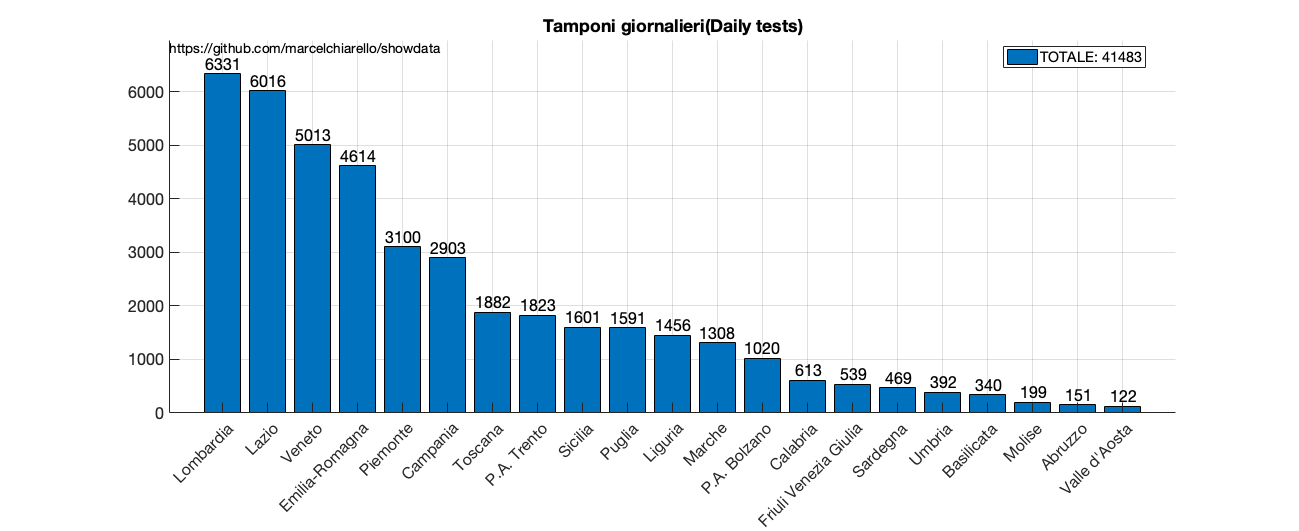 Tamponi giornalieri(Daily tests)
https://github.com/marcelchiarello/showdata
TOTALE: 41483
6331
6016
5013
4614
3100
2903
1882
1823
1601
1591
1456
1308
1020
613
539
469
392
340
199
151
122
6000
5000
4000
3000
2000
1000
0
Lombardia
Lazio
Veneto
Emilia-Romagna
Piemonte
Campania
Toscana
P.A. Trento
Sicilia
Puglia
Liguria
Marche
P.A. Bolzano
Calabria
Friuli Venezia Giulia
Sardegna
Umbria
Basilicata
Molise
Abruzzo
Valle d'Aosta